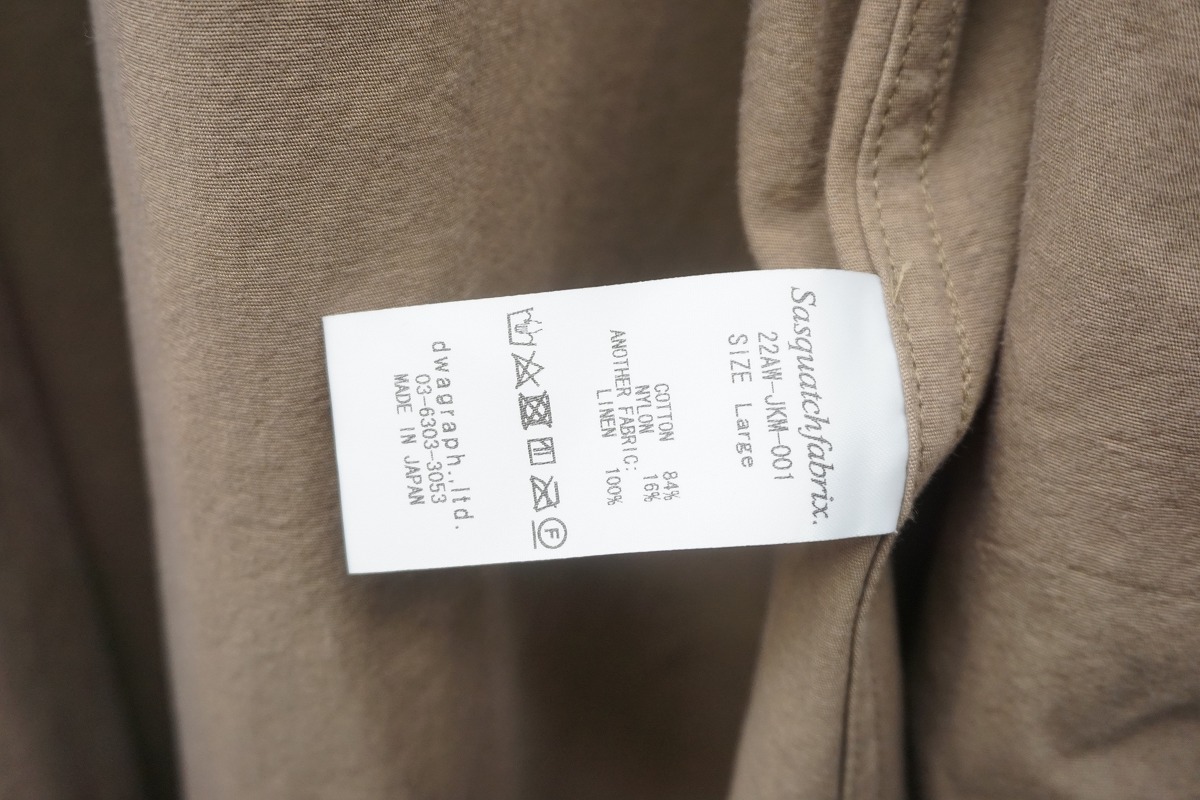 Sasquatchfabrix.
22AW-JKM-001
SIZE Large
COTTON 84%
NYLON 16%
ANOTHER FABRIC:
LINEN 100%
F
dwagraph.,ltd.
03-6303-3053
MADE IN JAPAN